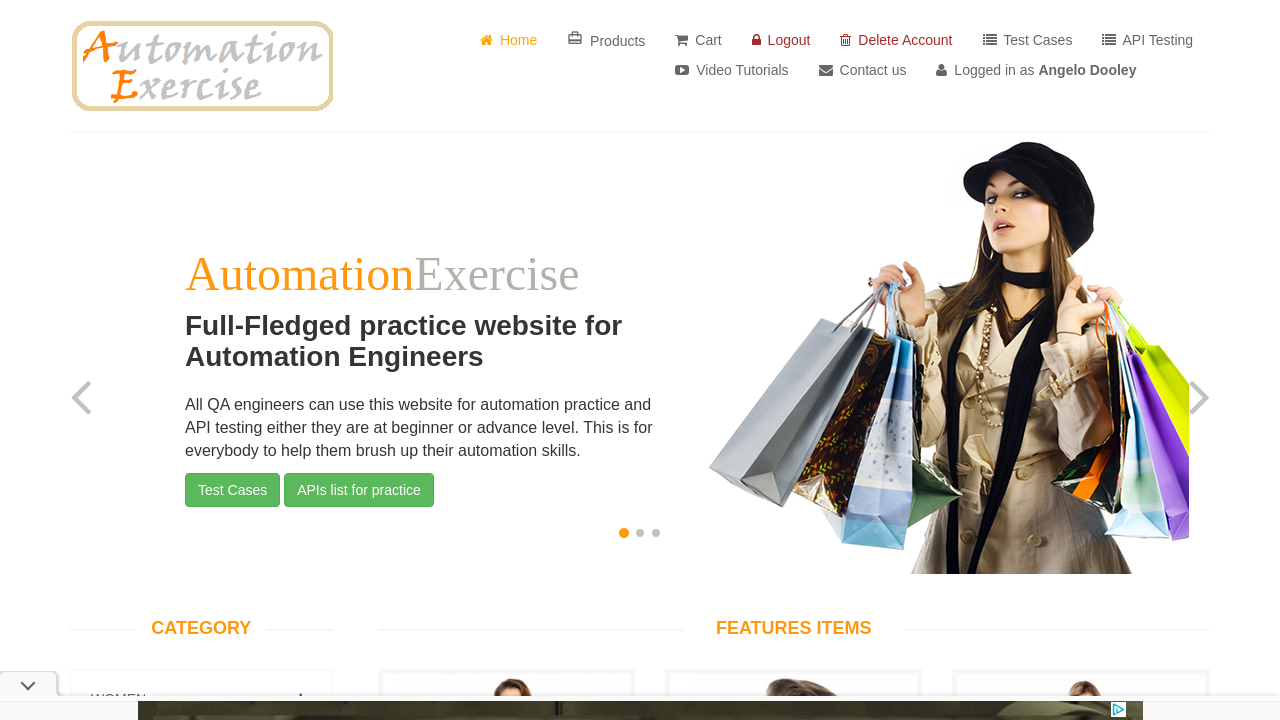 Automation
Exercise
Home
Products
Cart
Logout
Delete Account
Test Cases
API Testing
Video Tutorials
Contact us
Logged in as Angelo Dooley
AutomationExercise
Full-Fledged practice website for
Automation Engineers
All QA engineers can use this website for automation practice and
API testing either they are at beginner or advance level. This is for
everybody to help them brush up their automation skills.
Test Cases
APIs list for practice
CATEGORY
FEATURES ITEMS
WOMEN